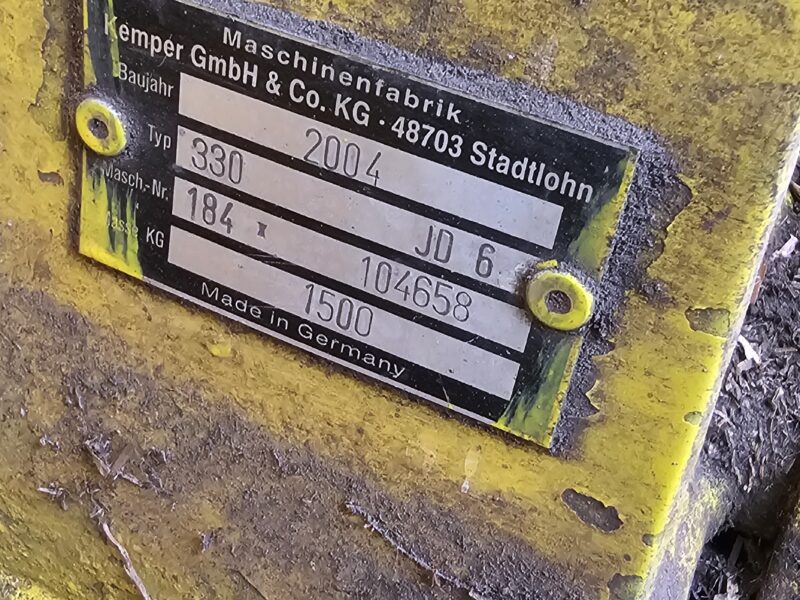 Maschinenfabrik
Kemper GmbH & Co. KG · 48703 Stadtlohn
Baujahr 2004
Typ 330 JD 6
Masch.-Nr. 184 x 104658
Masse KG 1500
Made in Germany